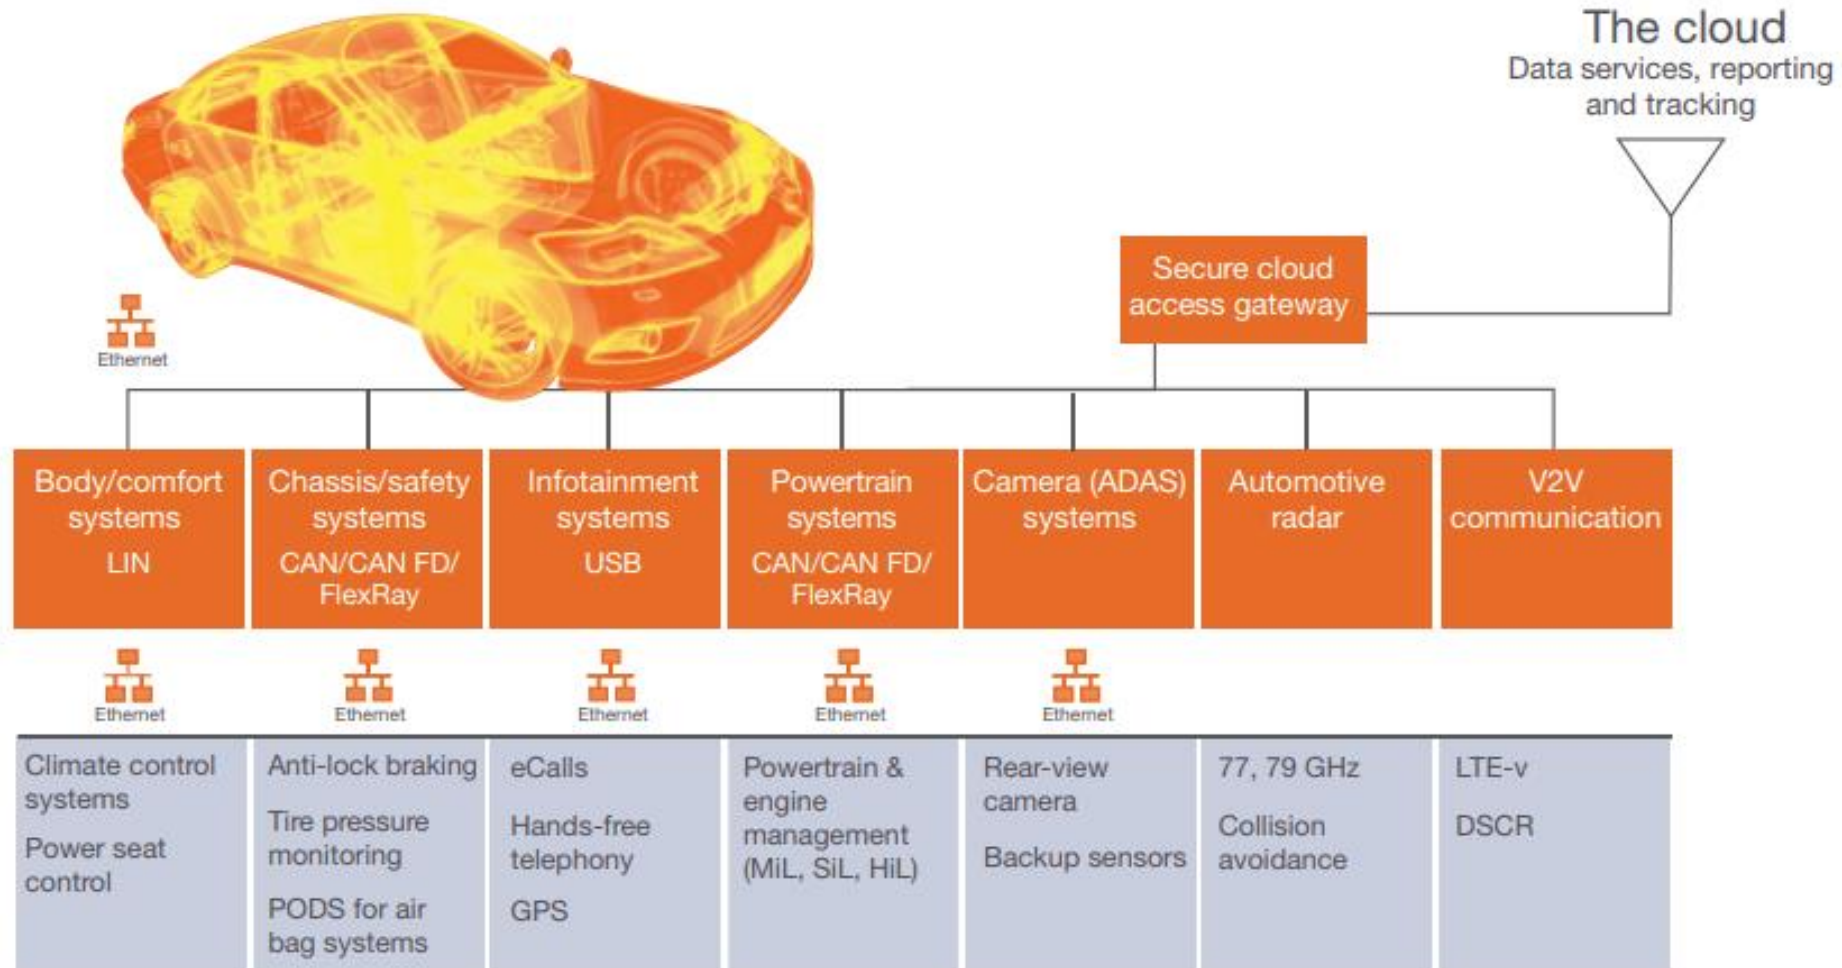 The cloud
Data services, reporting
and tracking
Secure cloud
access gateway
Ethernet
Body/comfort
systems
LIN
Chassis/safety
systems
CAN/CAN FD/
FlexRay
Infotainment
systems
USB
Powertrain
systems
CAN/CAN FD/
FlexRay
Camera (ADAS)
systems
Automotive
radar
V2V
communication
Ethernet
Ethernet
Ethernet
Ethernet
Ethernet
Climate control
systems
Power seat
control
Anti-lock braking
Tire pressure
monitoring
PODS for air
bag systems
eCalls
Hands-free
telephony
GPS
Powertrain &
engine
management
(MiL, SiL, HiL)
Rear-view
camera
Backup sensors
77, 79 GHz
Collision
avoidance
LTE-v
DSCR